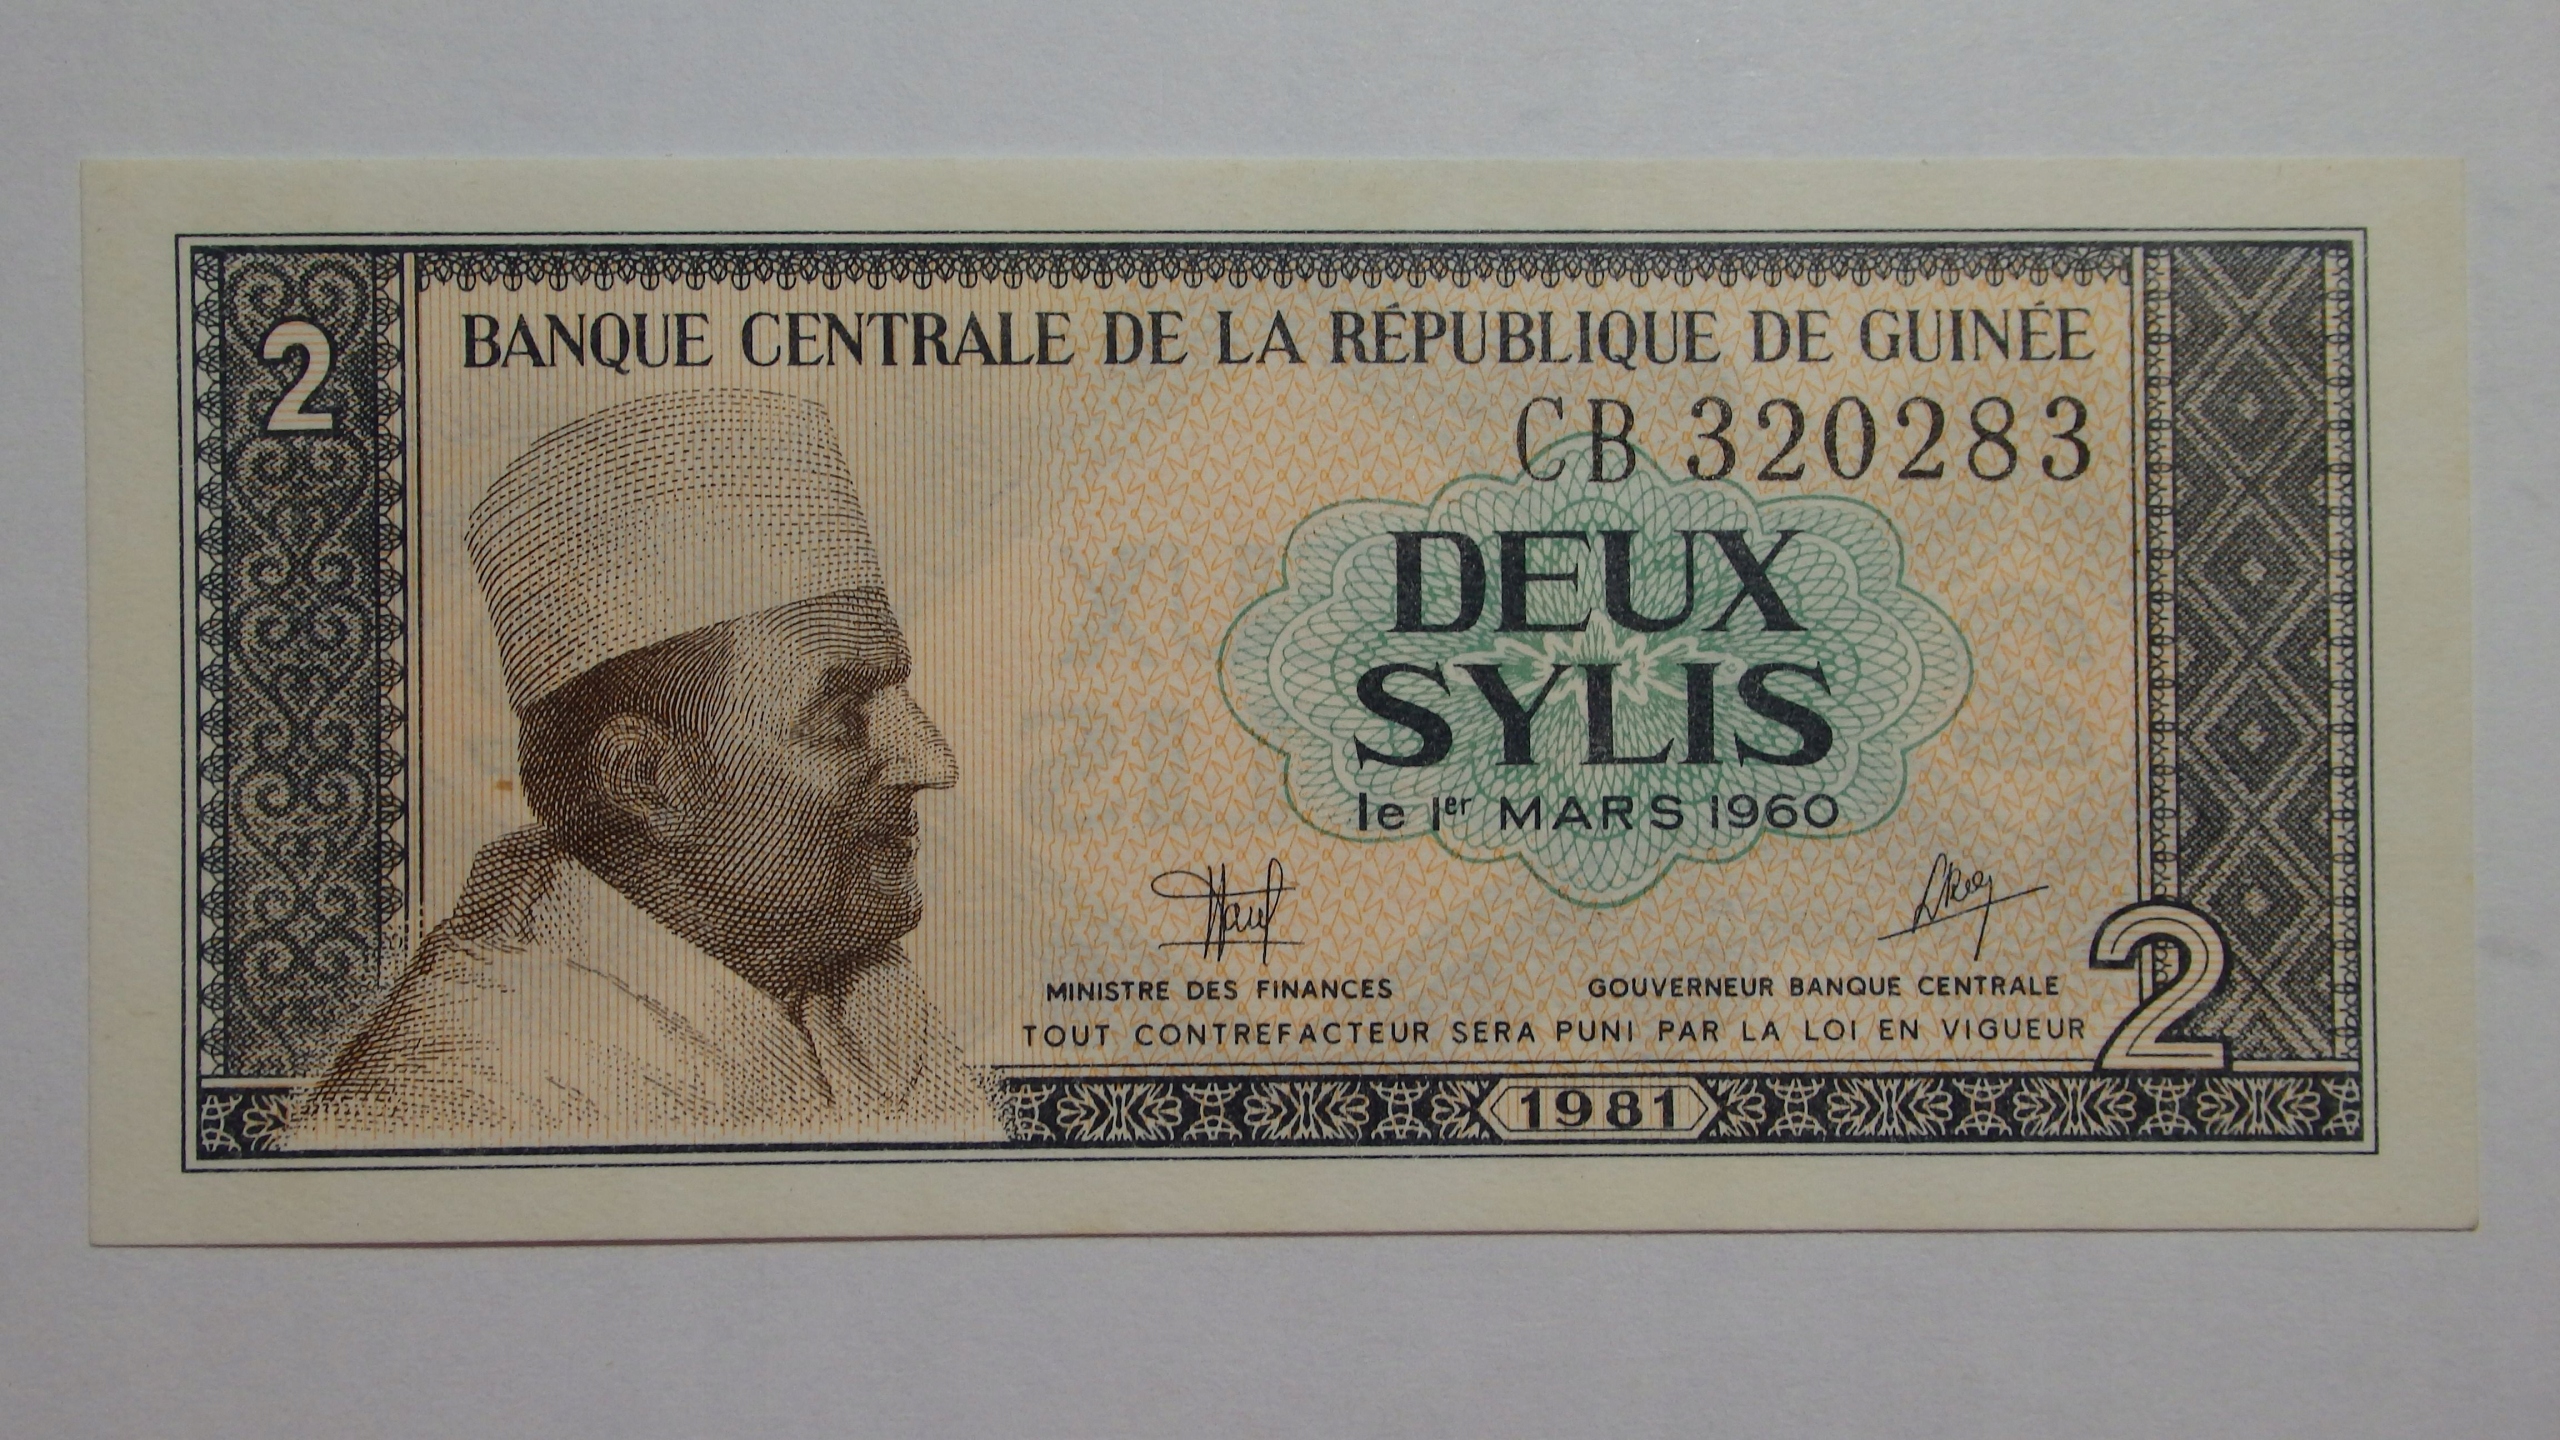 2
BANQUE CENTRALE DE LA RÉPUBLIQUE DE GUINÉE
CB 320283
DEUX
SYLIS
le 1er MARS 1960
MINISTRE DES FINANCES
GOUVERNEUR BANQUE CENTRALE
TOUT CONTREFACTEUR SERA PUNI PAR LA LOI EN VIGUEUR
2
1981